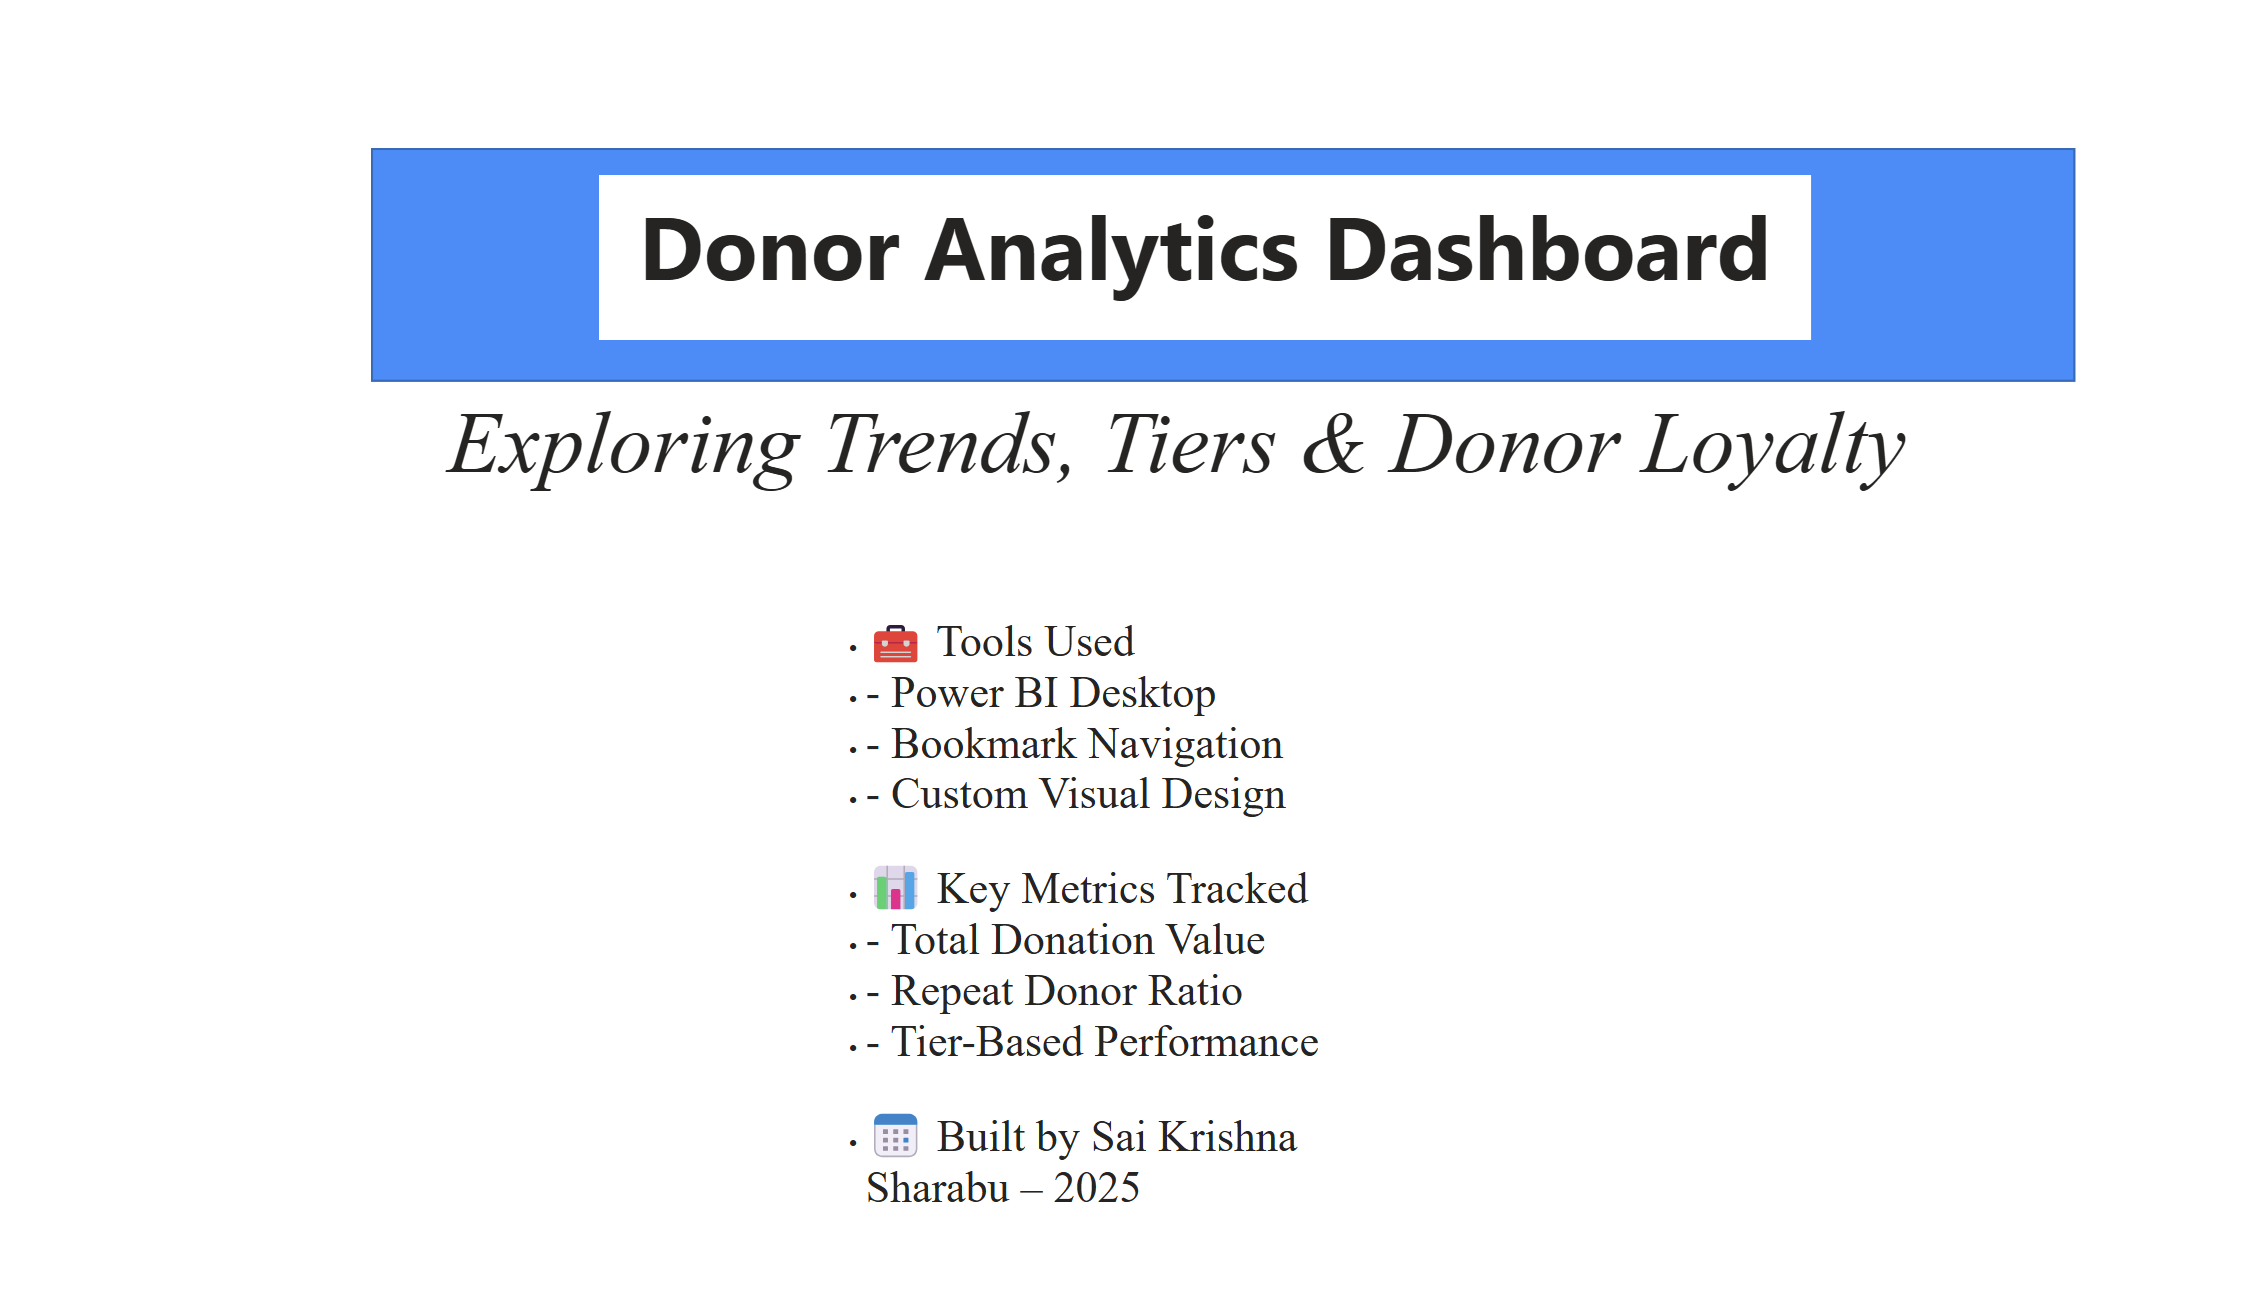 Donor Analytics Dashboard
Exploring Trends, Tiers & Donor Loyalty
• 🧰 Tools Used
• - Power BI Desktop
• - Bookmark Navigation
• - Custom Visual Design
• 📊 Key Metrics Tracked
• - Total Donation Value
• - Repeat Donor Ratio
• - Tier-Based Performance
• 🗓 Built by Sai Krishna
Sharabu – 2025